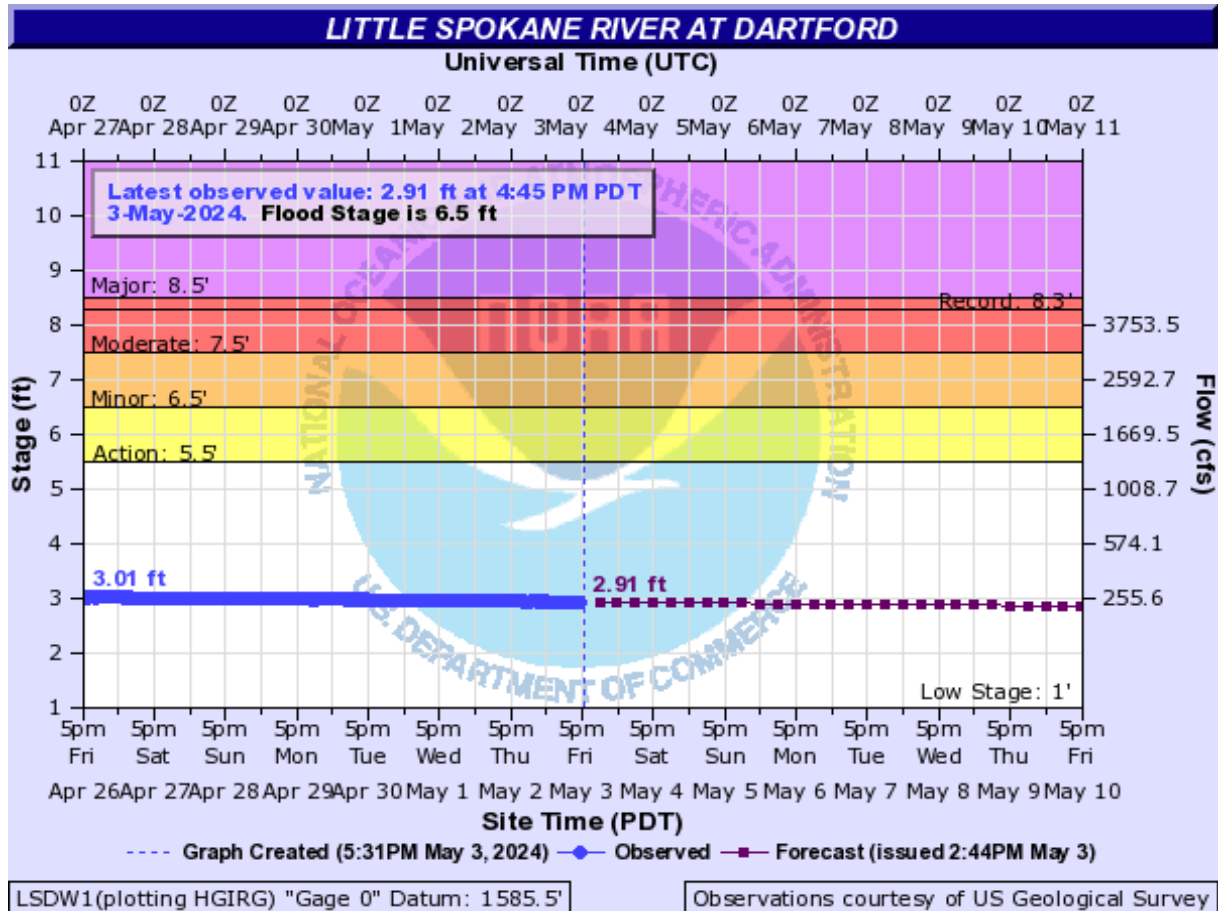 LITTLE SPOKANE RIVER AT DARTFORD
Universal Time (UTC)
0Z 0Z 0Z 0Z 0Z 0Z 0Z 0Z 0Z 0Z 0Z 0Z 0Z 0Z 0Z
Apr 27 Apr 28 Apr 29 Apr 30 May 1 May 2 May 3 May 4 May 5 May 6 May 7 May 8 May 9 May 10 May 11
Latest observed value: 2.91 ft at 4:45 PM PDT
3-May-2024. Flood Stage is 6.5 ft
NATIONAL OCEANIC AND ATMOSPHERIC ADMINISTRATION
NOAA
U.S. DEPARTMENT OF COMMERCE
Stage (ft)
11
10
9
8
7
6
5
4
3
2
1
Major: 8.5'
Record: 8.3'
Moderate: 7.5'
Minor: 6.5'
Action: 5.5'
3.01 ft
2.91 ft
Low Stage: 1'
Flow (cfs)
3753.5
2592.7
1669.5
1008.7
574.1
255.6
5pm 5pm 5pm 5pm 5pm 5pm 5pm 5pm 5pm 5pm 5pm 5pm 5pm 5pm 5pm
Fri Sat Sun Mon Tue Wed Thu Fri Sat Sun Mon Tue Wed Thu Fri
Apr 26 Apr 27 Apr 28 Apr 29 Apr 30 May 1 May 2 May 3 May 4 May 5 May 6 May 7 May 8 May 9 May 10
Site Time (PDT)
Graph Created (5:31PM May 3, 2024) Observed Forecast (issued 2:44PM May 3)
LSDW1(plotting HGIRG) "Gage 0" Datum: 1585.5'
Observations courtesy of US Geological Survey